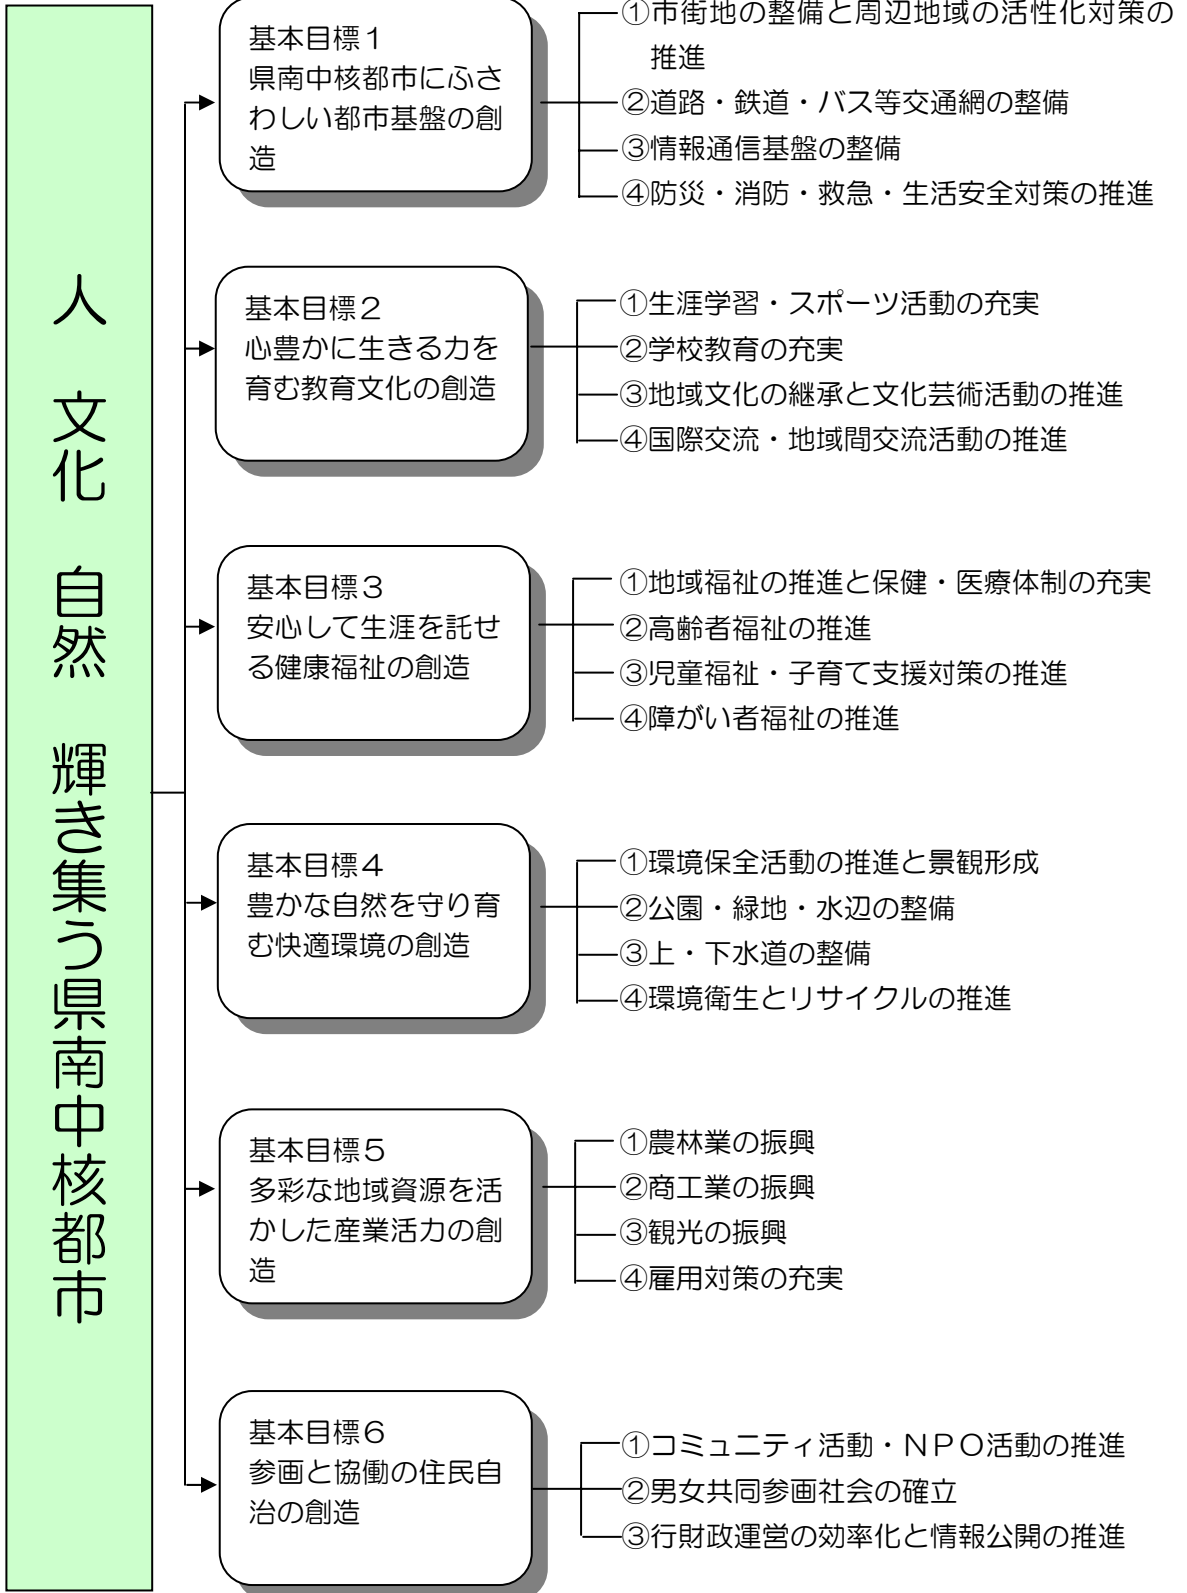 人 文化 自然 輝き集う県南中核都市
基本目標１
県南中核都市にふさ
わしい都市基盤の創
造
①市街地の整備と周辺地域の活性化対策の
推進
②道路・鉄道・バス等交通網の整備
③情報通信基盤の整備
④防災・消防・救急・生活安全対策の推進
基本目標２
心豊かに生きる力を
育む教育文化の創造
①生涯学習・スポーツ活動の充実
②学校教育の充実
③地域文化の継承と文化芸術活動の推進
④国際交流・地域間交流活動の推進
基本目標３
安心して生涯を託せ
る健康福祉の創造
①地域福祉の推進と保健・医療体制の充実
②高齢者福祉の推進
③児童福祉・子育て支援対策の推進
④障がい者福祉の推進
基本目標４
豊かな自然を守り育
む快適環境の創造
①環境保全活動の推進と景観形成
②公園・緑地・水辺の整備
③上・下水道の整備
④環境衛生とリサイクルの推進
基本目標５
多彩な地域資源を活
かした産業活力の創
造
①農林業の振興
②商工業の振興
③観光の振興
④雇用対策の充実
基本目標６
参画と協働の住民自
治の創造
①コミュニティ活動・ＮＰＯ活動の推進
②男女共同参画社会の確立
③行財政運営の効率化と情報公開の推進